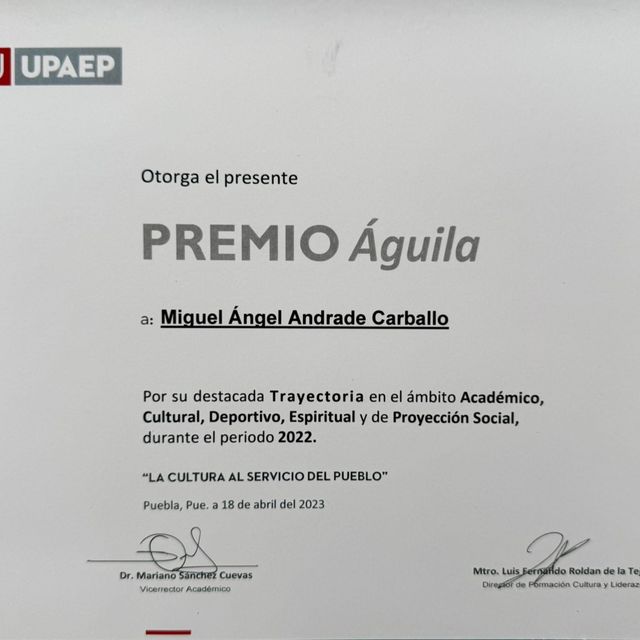 UPAEP
Otorga el presente
PREMIO Águila
a: Miguel Ángel Andrade Carballo
Por su destacada Trayectoria en el ámbito Académico,
Cultural, Deportivo, Espiritual y de Proyección Social,
durante el periodo 2022.
“LA CULTURA AL SERVICIO DEL PUEBLO”
Puebla, Pue. a 18 de abril del 2023
Dr. Mariano Sánchez Cuevas
Vicerrector Académico
Mtro. Luis Fernando Roldan de la
Director de Formación Cultura y